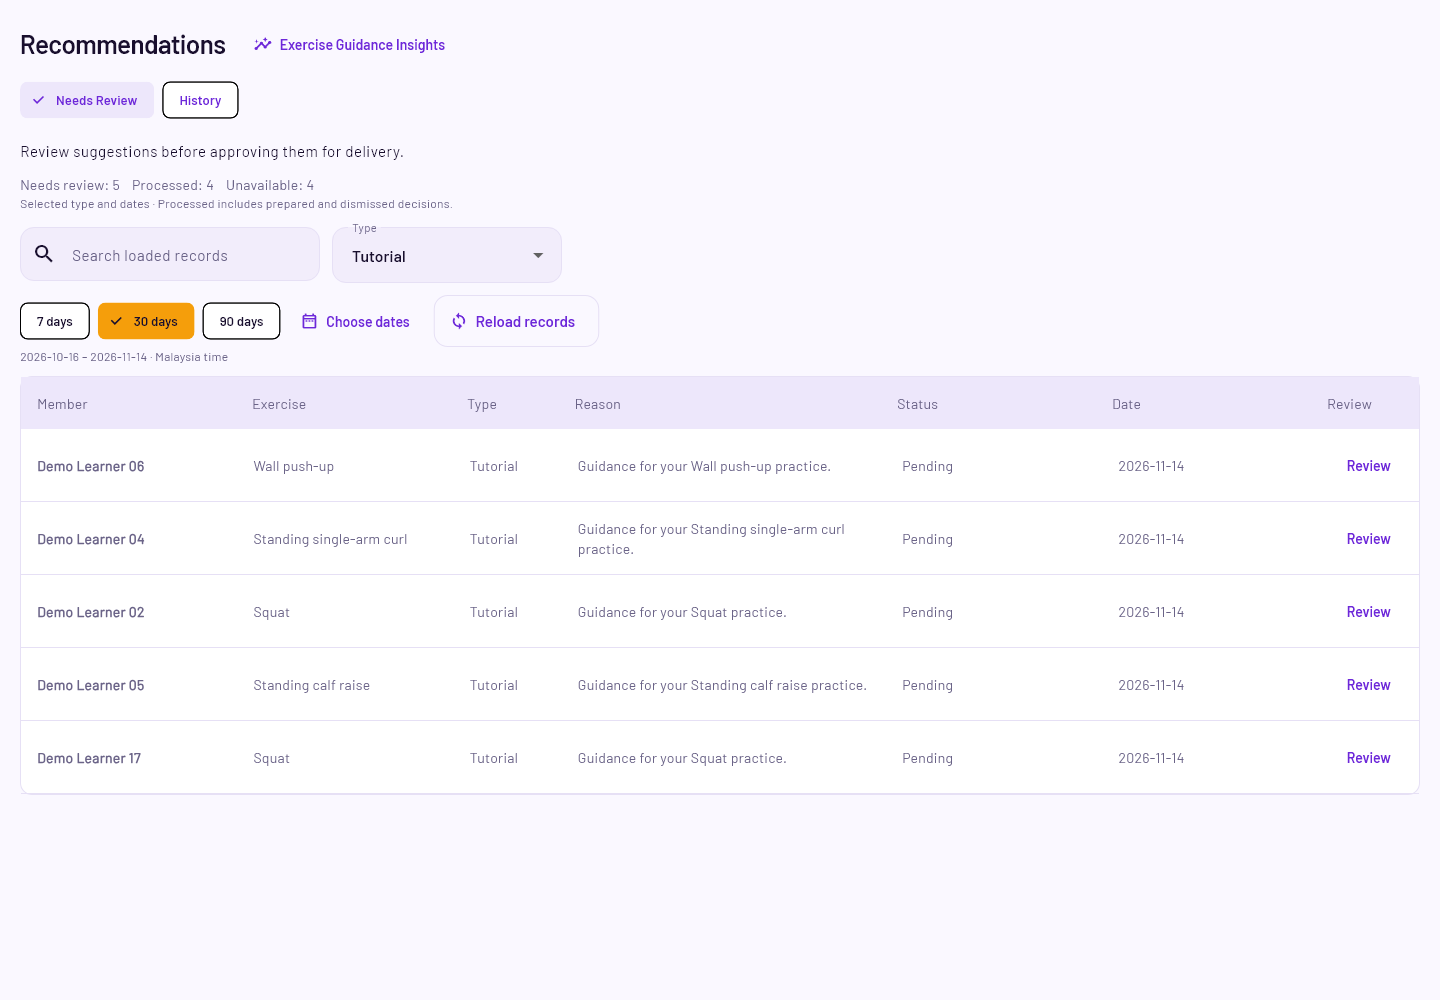 Recommendations
Exercise Guidance Insights
Needs Review
History
Review suggestions before approving them for delivery.
Needs review: 5 Processed: 4 Unavailable: 4
Selected type and dates · Processed includes prepared and dismissed decisions.
Search loaded records
Type
Tutorial
7 days
30 days
90 days
Choose dates
Reload records
2026-10-16 – 2026-11-14 · Malaysia time
Member Exercise Type Reason Status Date Review
Demo Learner 06 Wall push-up Tutorial Guidance for your Wall push-up practice. Pending 2026-11-14 Review
Demo Learner 04 Standing single-arm curl Tutorial Guidance for your Standing single-arm curl
practice. Pending 2026-11-14 Review
Demo Learner 02 Squat Tutorial Guidance for your Squat practice. Pending 2026-11-14 Review
Demo Learner 05 Standing calf raise Tutorial Guidance for your Standing calf raise practice. Pending 2026-11-14 Review
Demo Learner 17 Squat Tutorial Guidance for your Squat practice. Pending 2026-11-14 Review